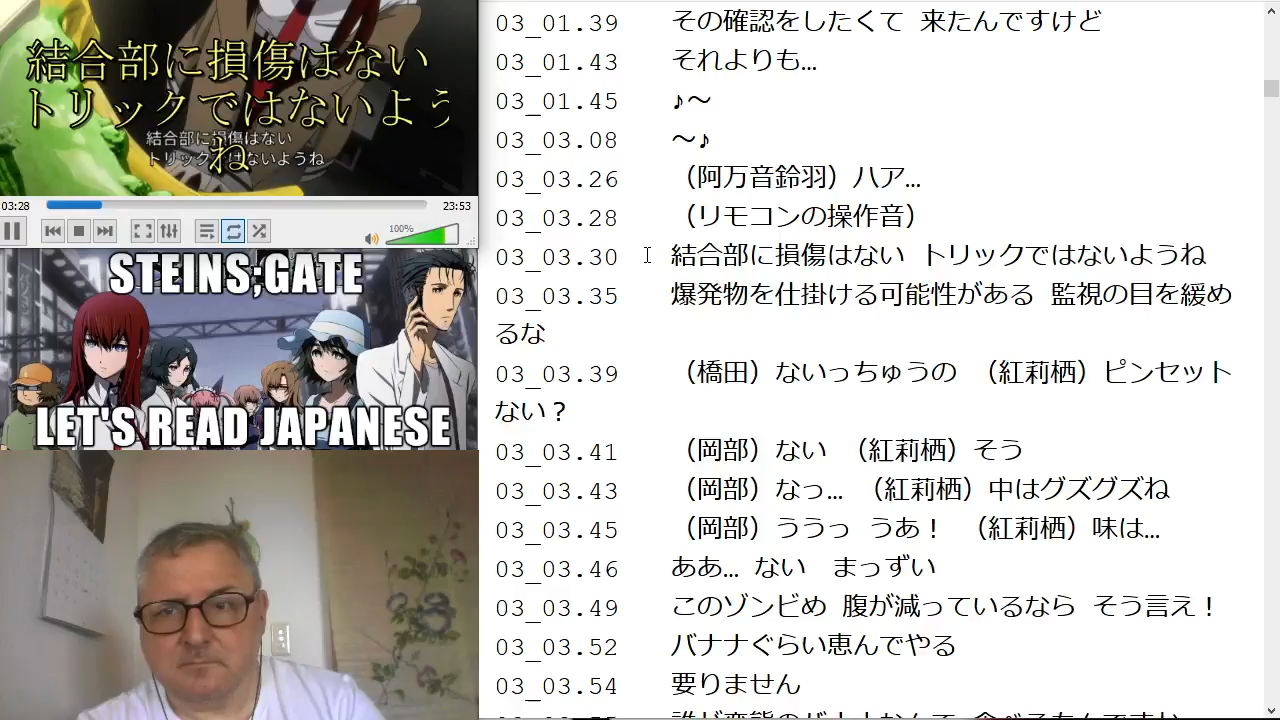 結合部に損傷はない
トリックではないよう
ね
結合部に損傷はない
トリックではないようね
03:28
23:53
100%
STEINS;GATE
LET'S READ JAPANESE
03_01.39 その確認をしたくて 来たんですけど
03_01.43 それよりも…
03_01.45 ♪～
03_03.08 ～♪
03_03.26 （阿万音鈴羽）ハア…
03_03.28 （リモコンの操作音）
03_03.30 結合部に損傷はない トリックではないようね
03_03.35 爆発物を仕掛ける可能性がある 監視の目を緩め
るな
03_03.39 （橋田）ないっちゅうの （紅莉栖）ピンセット
ない？
03_03.41 （岡部）ない （紅莉栖）そう
03_03.43 （岡部）なっ… （紅莉栖）中はグズグズね
03_03.45 （岡部）ううっ うあ！ （紅莉栖）味は…
03_03.46 ああ… ない まっずい
03_03.49 このゾンビめ 腹が減っているなら そう言え！
03_03.52 バナナぐらい恵んでやる
03_03.54 要りません